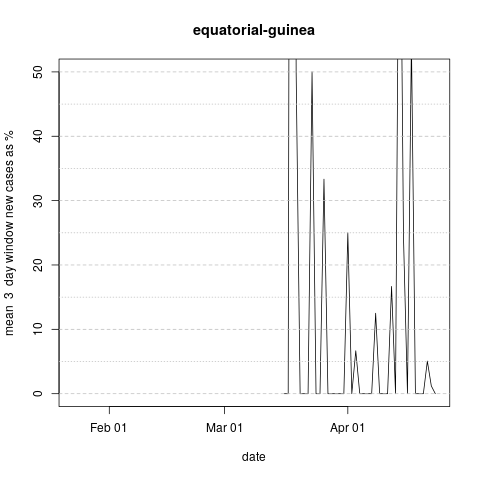 equatorial-guinea
mean  3  day window new cases as %
50
40
30
20
10
0
Feb 01
Mar 01
Apr 01
date